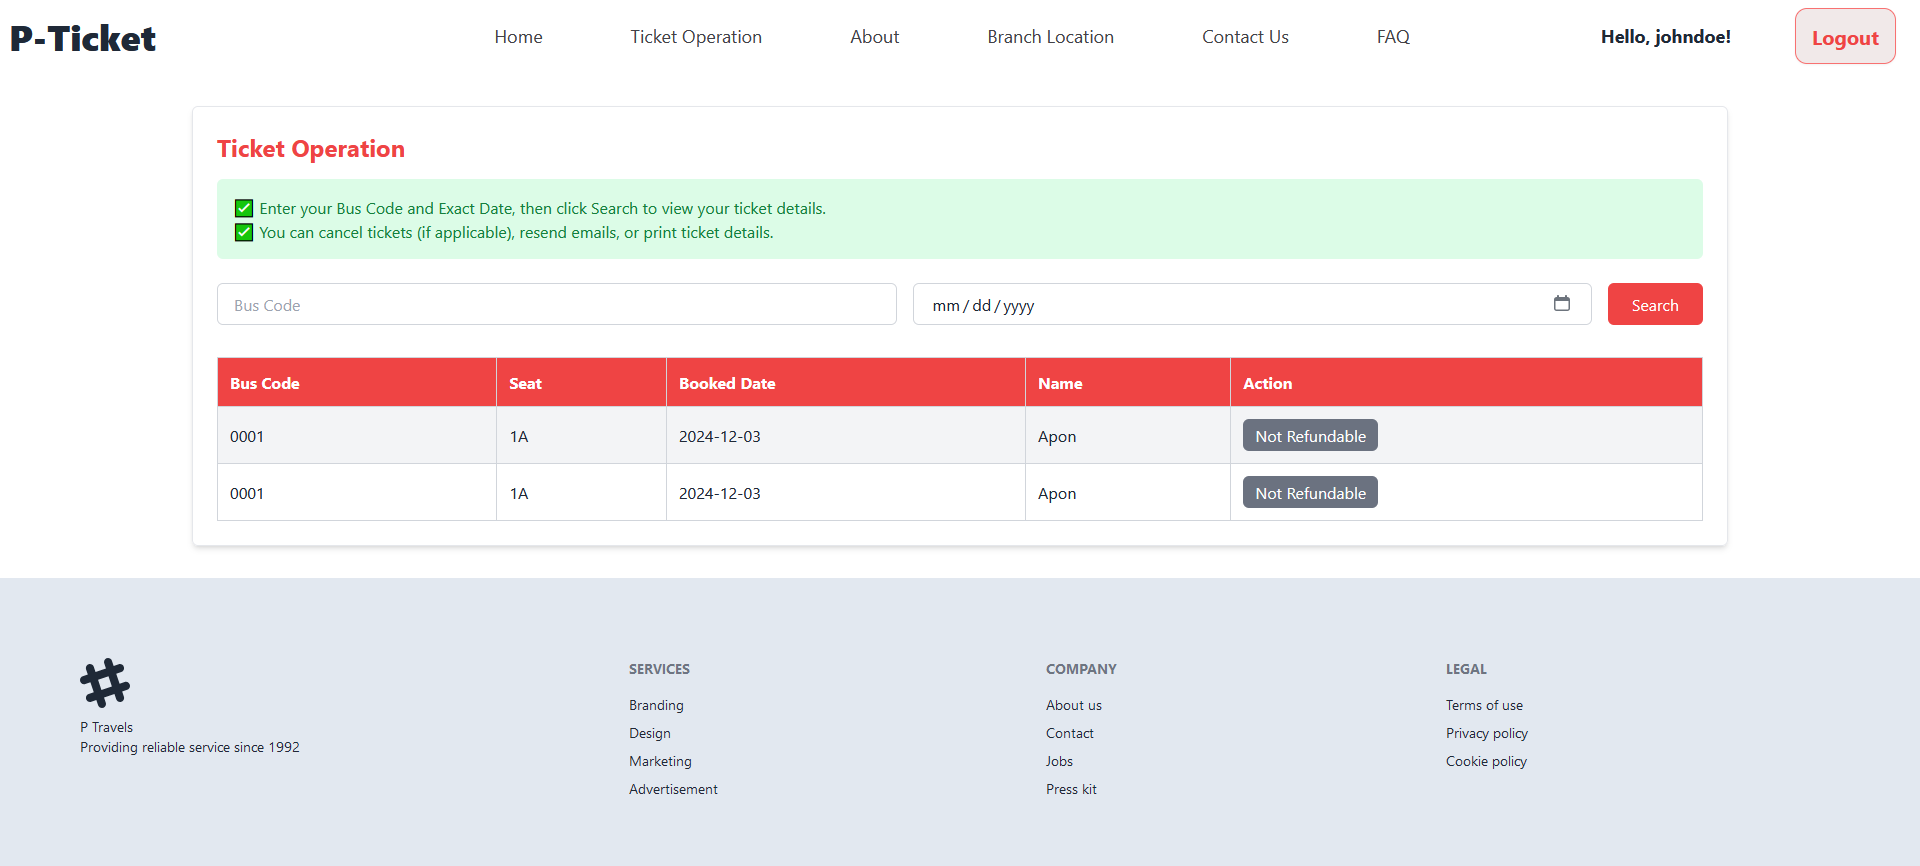 P-Ticket
Home Ticket Operation About Branch Location Contact Us FAQ Hello, johndoe! Logout
Ticket Operation
✅ Enter your Bus Code and Exact Date, then click Search to view your ticket details.
✅ You can cancel tickets (if applicable), resend emails, or print ticket details.
Bus Code mm/dd/yyyy Search
Bus Code Seat Booked Date Name Action
0001 1A 2024-12-03 Apon Not Refundable
0001 1A 2024-12-03 Apon Not Refundable
P Travels
Providing reliable service since 1992
SERVICES
Branding
Design
Marketing
Advertisement
COMPANY
About us
Contact
Jobs
Press kit
LEGAL
Terms of use
Privacy policy
Cookie policy